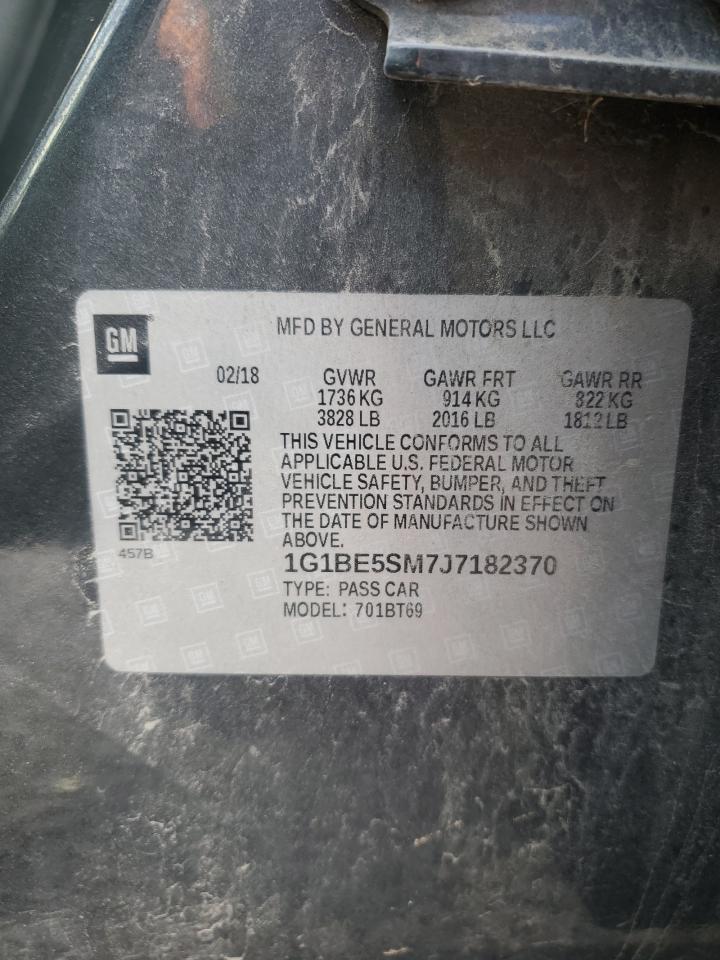 GM
MFD BY GENERAL MOTORS LLC
02/18 GVWR GAWR FRT GAWR RR
1736 KG 914 KG 822 KG
3828 LB 2016 LB 1812 LB
THIS VEHICLE CONFORMS TO ALL
APPLICABLE U.S. FEDERAL MOTOR
VEHICLE SAFETY, BUMPER, AND THEFT
PREVENTION STANDARDS IN EFFECT ON
THE DATE OF MANUFACTURE SHOWN
ABOVE.
457B
1G1BE5SM7J7182370
TYPE: PASS CAR
MODEL: 701BT69